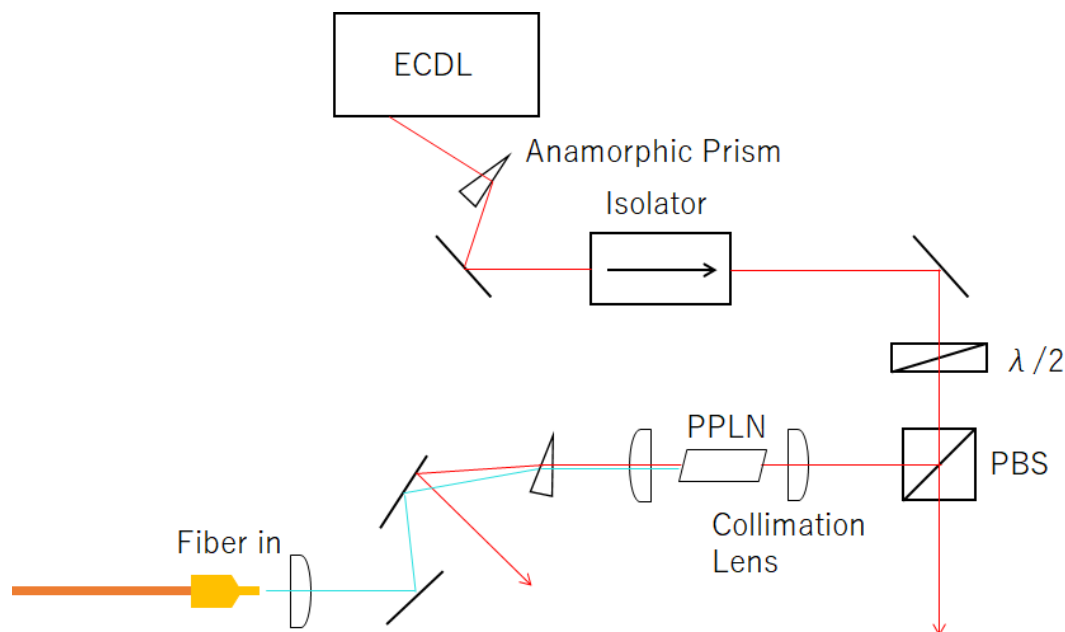 ECDL
Anamorphic Prism
Isolator
λ/2
PPLN
PBS
Collimation
Lens
Fiber in